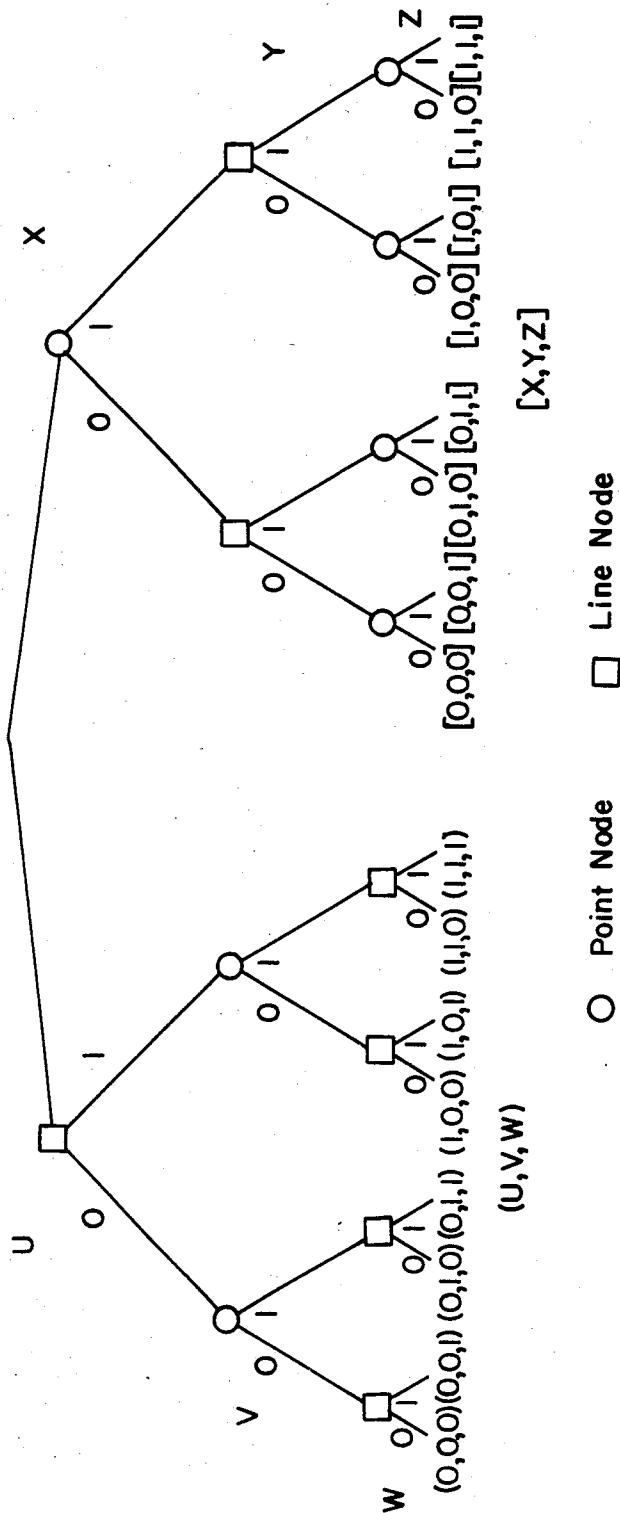 U X
0 1 0 1
V 0 1 0 1 0 1 0 1 Y
W 0 1 0 1 0 1 0 1 0 1 0 1 0 1 0 1 Z
(0,0,0) (0,0,1) (0,1,0) (0,1,1) (1,0,0) (1,0,1) (1,1,0) (1,1,1) [0,0,0] [0,0,1] [0,1,0] [0,1,1] [1,0,0] [1,0,1] [1,1,0] [1,1,1]
(U,V,W) [X,Y,Z]
Point Node Line Node